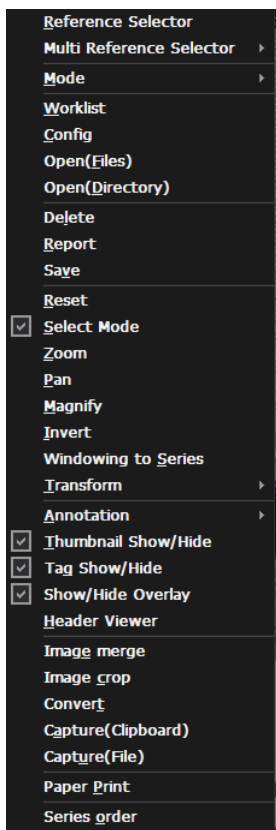 Reference Selector
Multi Reference Selector
Mode
Worklist
Config
Open(Files)
Open(Directory)
Delete
Report
Save
Reset
Select Mode
Zoom
Pan
Magnify
Invert
Windowing to Series
Transform
Annotation
Thumbnail Show/Hide
Tag Show/Hide
Show/Hide Overlay
Header Viewer
Image merge
Image crop
Convert
Capture(Clipboard)
Capture(File)
Paper Print
Series order